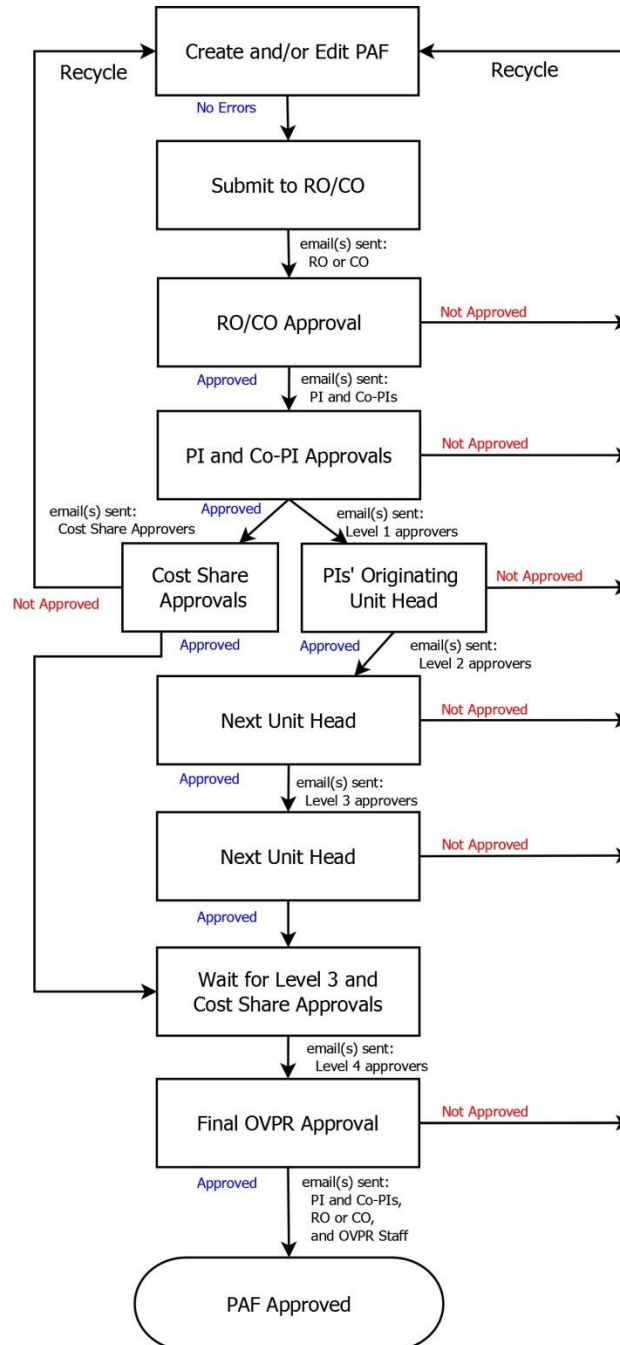 Create and/or Edit PAF
Recycle
Recycle
No Errors
Submit to RO/CO
email(s) sent:
RO or CO
RO/CO Approval
Not Approved
Approved
email(s) sent:
PI and Co-PIs
PI and Co-PI Approvals
Not Approved
Approved
email(s) sent:
Cost Share Approvers
email(s) sent:
Level 1 approvers
Cost Share
Approvals
PIs' Originating
Unit Head
Not Approved
Not Approved
Approved
Approved
email(s) sent:
Level 2 approvers
Next Unit Head
Not Approved
Approved
email(s) sent:
Level 3 approvers
Next Unit Head
Not Approved
Approved
Wait for Level 3 and
Cost Share Approvals
email(s) sent:
Level 4 approvers
Final OVPR Approval
Not Approved
Approved
email(s) sent:
PI and Co-PIs,
RO or CO,
and OVPR Staff
PAF Approved